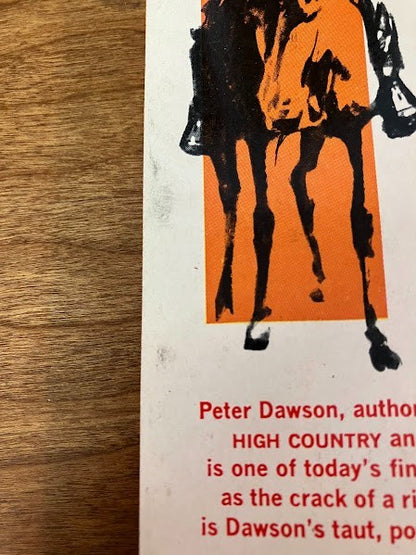 Peter Dawson, author
HIGH COUNTRY an
is one of today's fin
as the crack of a ri
is Dawson's taut, po